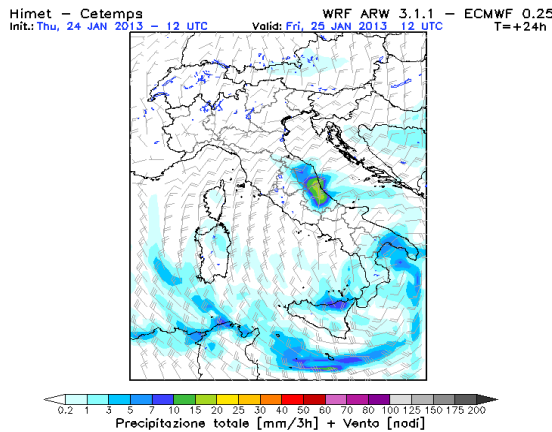 Himet – Cetemps WRF ARW 3.1.1 – ECMWF 0.25
Init.: Thu, 24 JAN 2013 – 12 UTC Valid: Fri, 25 JAN 2013 12 UTC T=+24h
0.2 1 3 5 7 10 15 20 25 30 40 50 60 70 80 100 125 150 175 200
Precipitazione totale [mm/3h] + Vento [nodi]